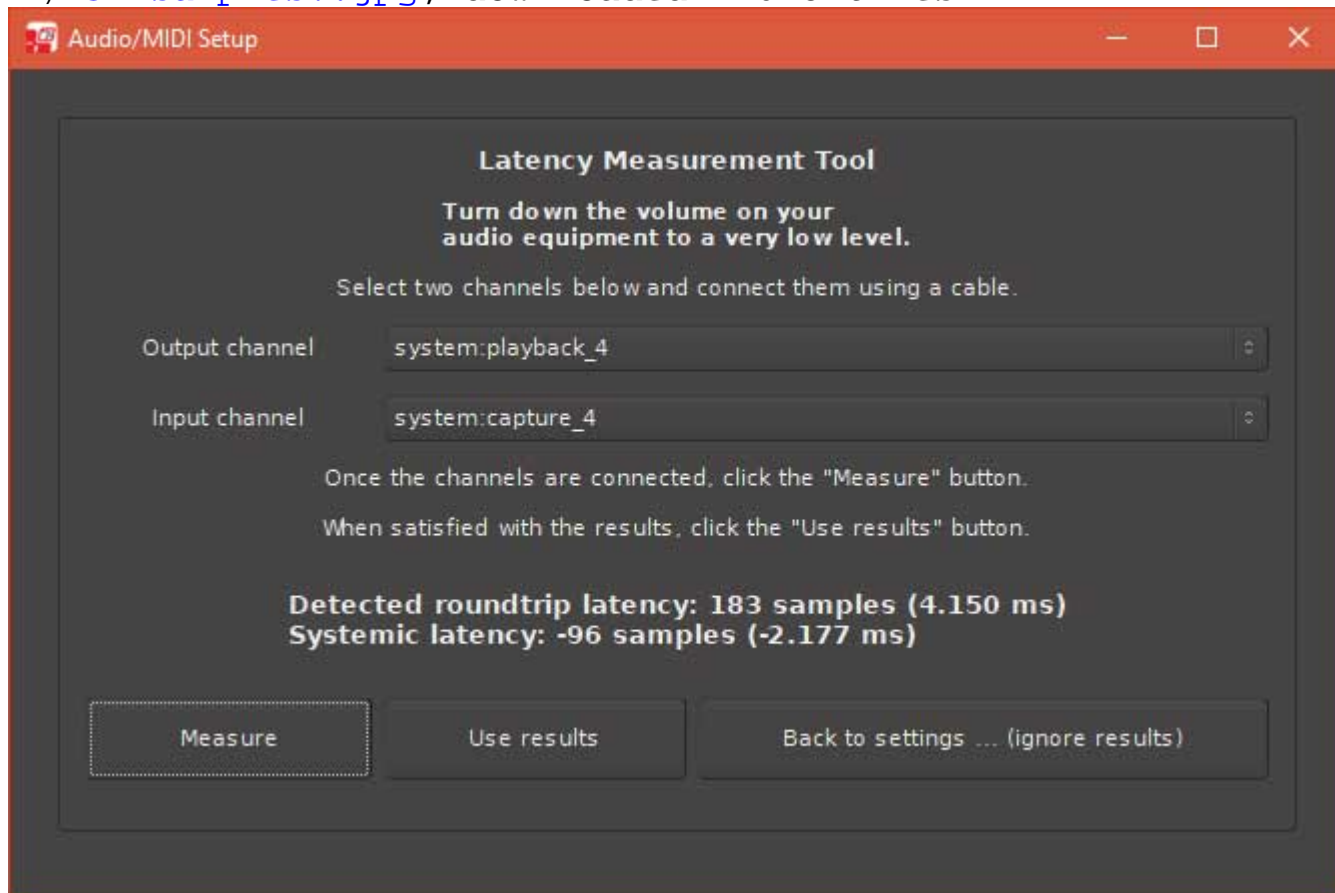 Audio/MIDI Setup
Latency Measurement Tool
Turn down the volume on your
audio equipment to a very low level.
Select two channels below and connect them using a cable.
Output channel
system:playback_4
Input channel
system:capture_4
Once the channels are connected, click the "Measure" button.
When satisfied with the results, click the "Use results" button.
Detected roundtrip latency: 183 samples (4.150 ms)
Systemic latency: -96 samples (-2.177 ms)
Measure
Use results
Back to settings ... (ignore results)